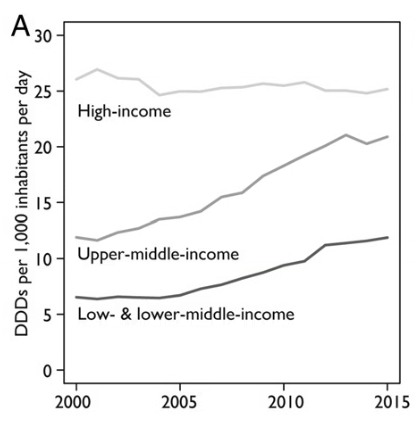 A
DDDs per 1,000 inhabitants per day
30
25
High-income
20
15
10
Upper-middle-income
5
Low- & lower-middle-income
0
2000 2005 2010 2015